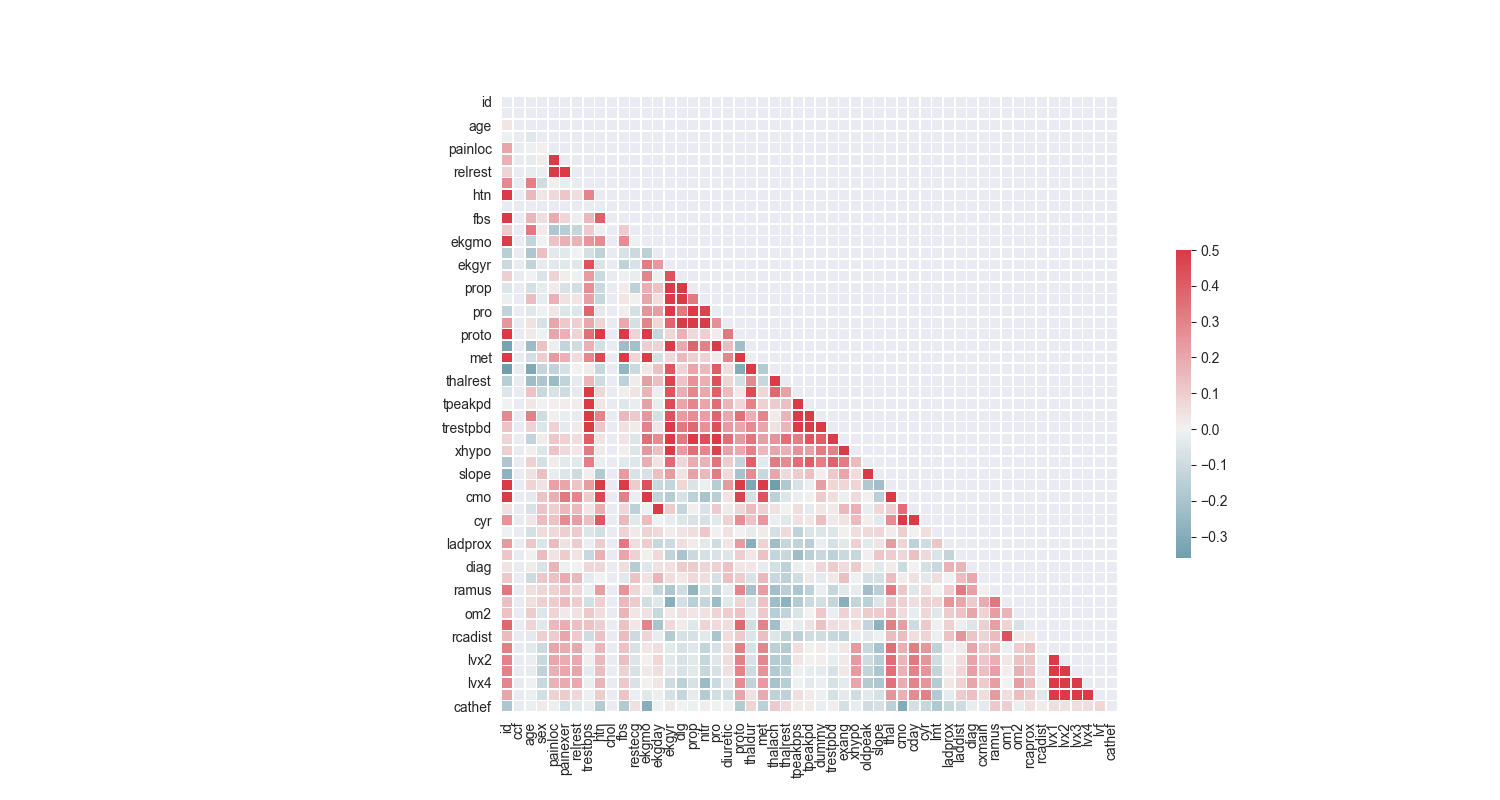 id
age
painloc
relrest
htn
fbs
ekgmo
ekgyr
prop
pro
proto
met
thalrest
tpeakpd
trestpbd
xhypo
slope
cmo
cyr
ladprox
diag
ramus
om2
rcadist
lvx2
lvx4
cathef
0.5
0.4
0.3
0.2
0.1
0.0
−0.1
−0.2
−0.3
id
ccf
age
sex
painloc
painexer
relrest
trestbps
htn
chol
fbs
restecg
ekgmo
ekgday
ekgyr
dig
prop
nitr
pro
diuretic
proto
thaldur
met
thalach
thalrest
tpeakbps
tpeakpd
dummy
trestpbd
exang
xhypo
oldpeak
slope
thal
cmo
cday
cyr
lmt
ladprox
laddist
diag
cxmain
ramus
om1
om2
rcaprox
rcadist
lvx1
lvx2
lvx3
lvx4
lvf
cathef